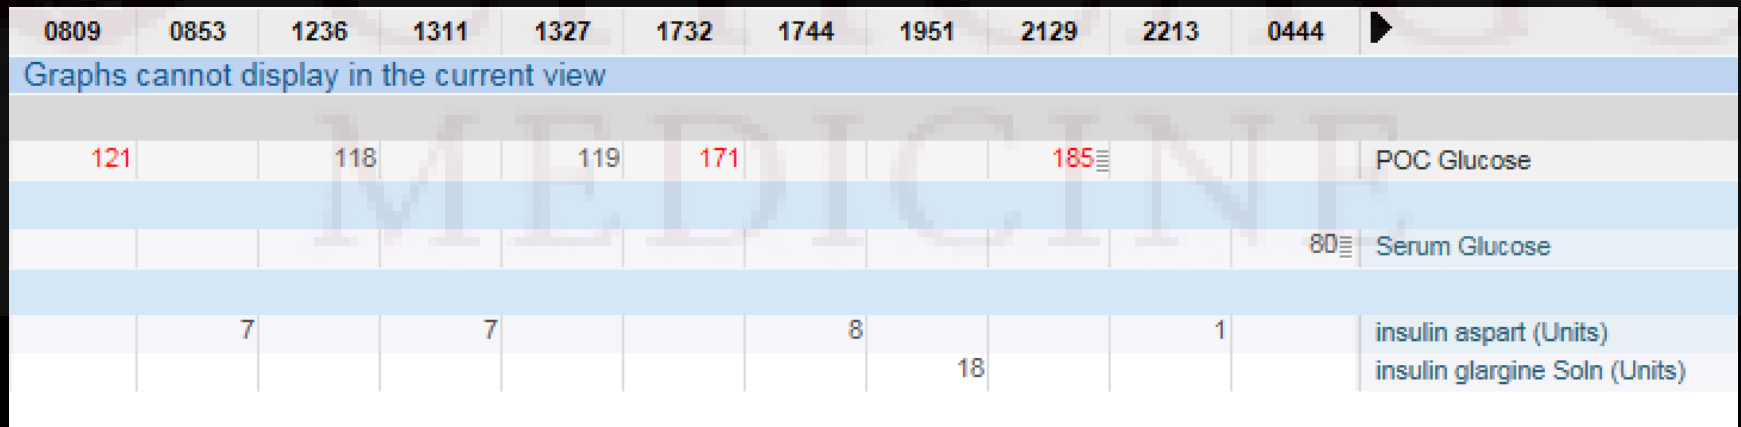 0809 0853 1236 1311 1327 1732 1744 1951 2129 2213 0444
Graphs cannot display in the current view
MEDICINE
121 118 119 171 185 POC Glucose
80 Serum Glucose
7 7 8 1 insulin aspart (Units)
18 insulin glargine Soln (Units)